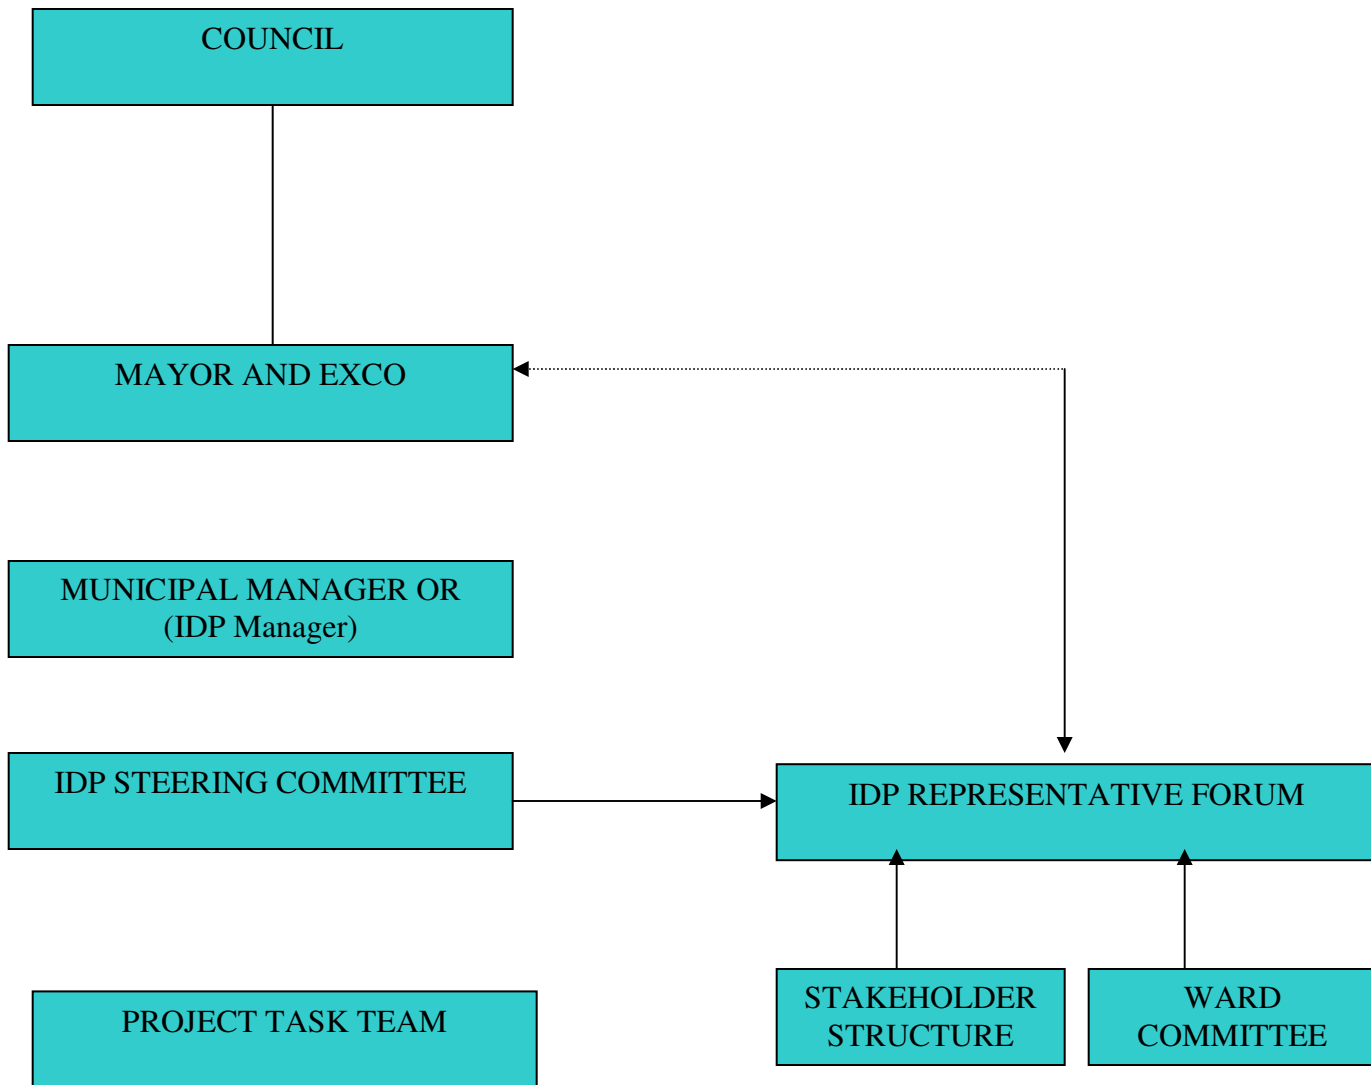 COUNCIL
MAYOR AND EXCO
MUNICIPAL MANAGER OR
(IDP Manager)
IDP STEERING COMMITTEE
IDP REPRESENTATIVE FORUM
PROJECT TASK TEAM
STAKEHOLDER
STRUCTURE
WARD
COMMITTEE